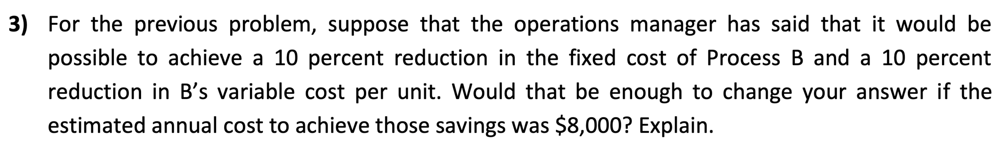 3) For the previous problem, suppose that the operations manager has said that it would be
possible to achieve a 10 percent reduction in the fixed cost of Process B and a 10 percent
reduction in B’s variable cost per unit. Would that be enough to change your answer if the
estimated annual cost to achieve those savings was $8,000? Explain.